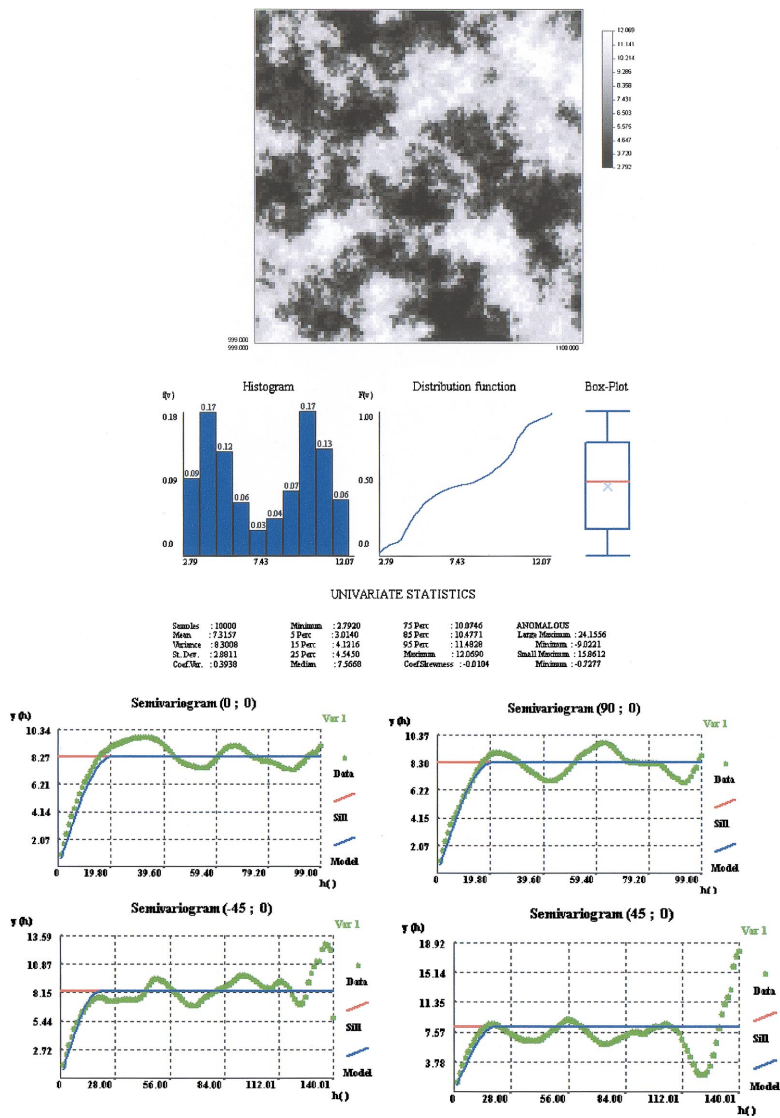 12.069
11.141
10.214
9.286
8.358
7.431
6.503
5.575
4.647
3.720
2.792
999.000
999.000 1100.000
Histogram
f(v)
0.18
0.09
0.0
0.09
0.17
0.12
0.06
0.03
0.04
0.07
0.17
0.13
0.06
2.79 7.43 12.07
Distribution function
F(v)
1.00
0.50
0.0
2.79 7.43 12.07
Box-Plot
UNIVARIATE STATISTICS
Samples : 10000 Minimum : 2.7920 75 Perc : 10.0746 ANOMALOUS
Mean : 7.3157 5 Perc : 3.0140 85 Perc : 10.4771 Large Maximum : 24.1556
Variance : 8.3008 15 Perc : 4.1216 95 Perc : 11.4828 Minimum : -9.0221
St. Dev. : 2.8811 25 Perc : 4.5450 Maximum : 12.0690 Small Maximum : 15.8612
Coef.Var. : 0.3938 Median : 7.5668 Coef Skewness : -0.0104 Minimum : -0.7277
Semivariogram (0 ; 0)
γ (h)
Var 1
10.34
8.27
6.21
4.14
2.07
0 19.80 39.60 59.40 79.20 99.00
h( )
Data
Sill
Model
Semivariogram (90 ; 0)
γ (h)
Var 1
10.37
8.30
6.22
4.15
2.07
0 19.80 39.60 59.40 79.20 99.00
h( )
Data
Sill
Model
Semivariogram (-45 ; 0)
γ (h)
Var 1
13.59
10.87
8.15
5.44
2.72
0 28.00 56.00 84.00 112.01 140.01
h( )
Data
Sill
Model
Semivariogram (45 ; 0)
γ (h)
Var 1
18.92
15.14
11.35
7.57
3.78
0 28.00 56.00 84.00 112.01 140.01
h( )
Data
Sill
Model